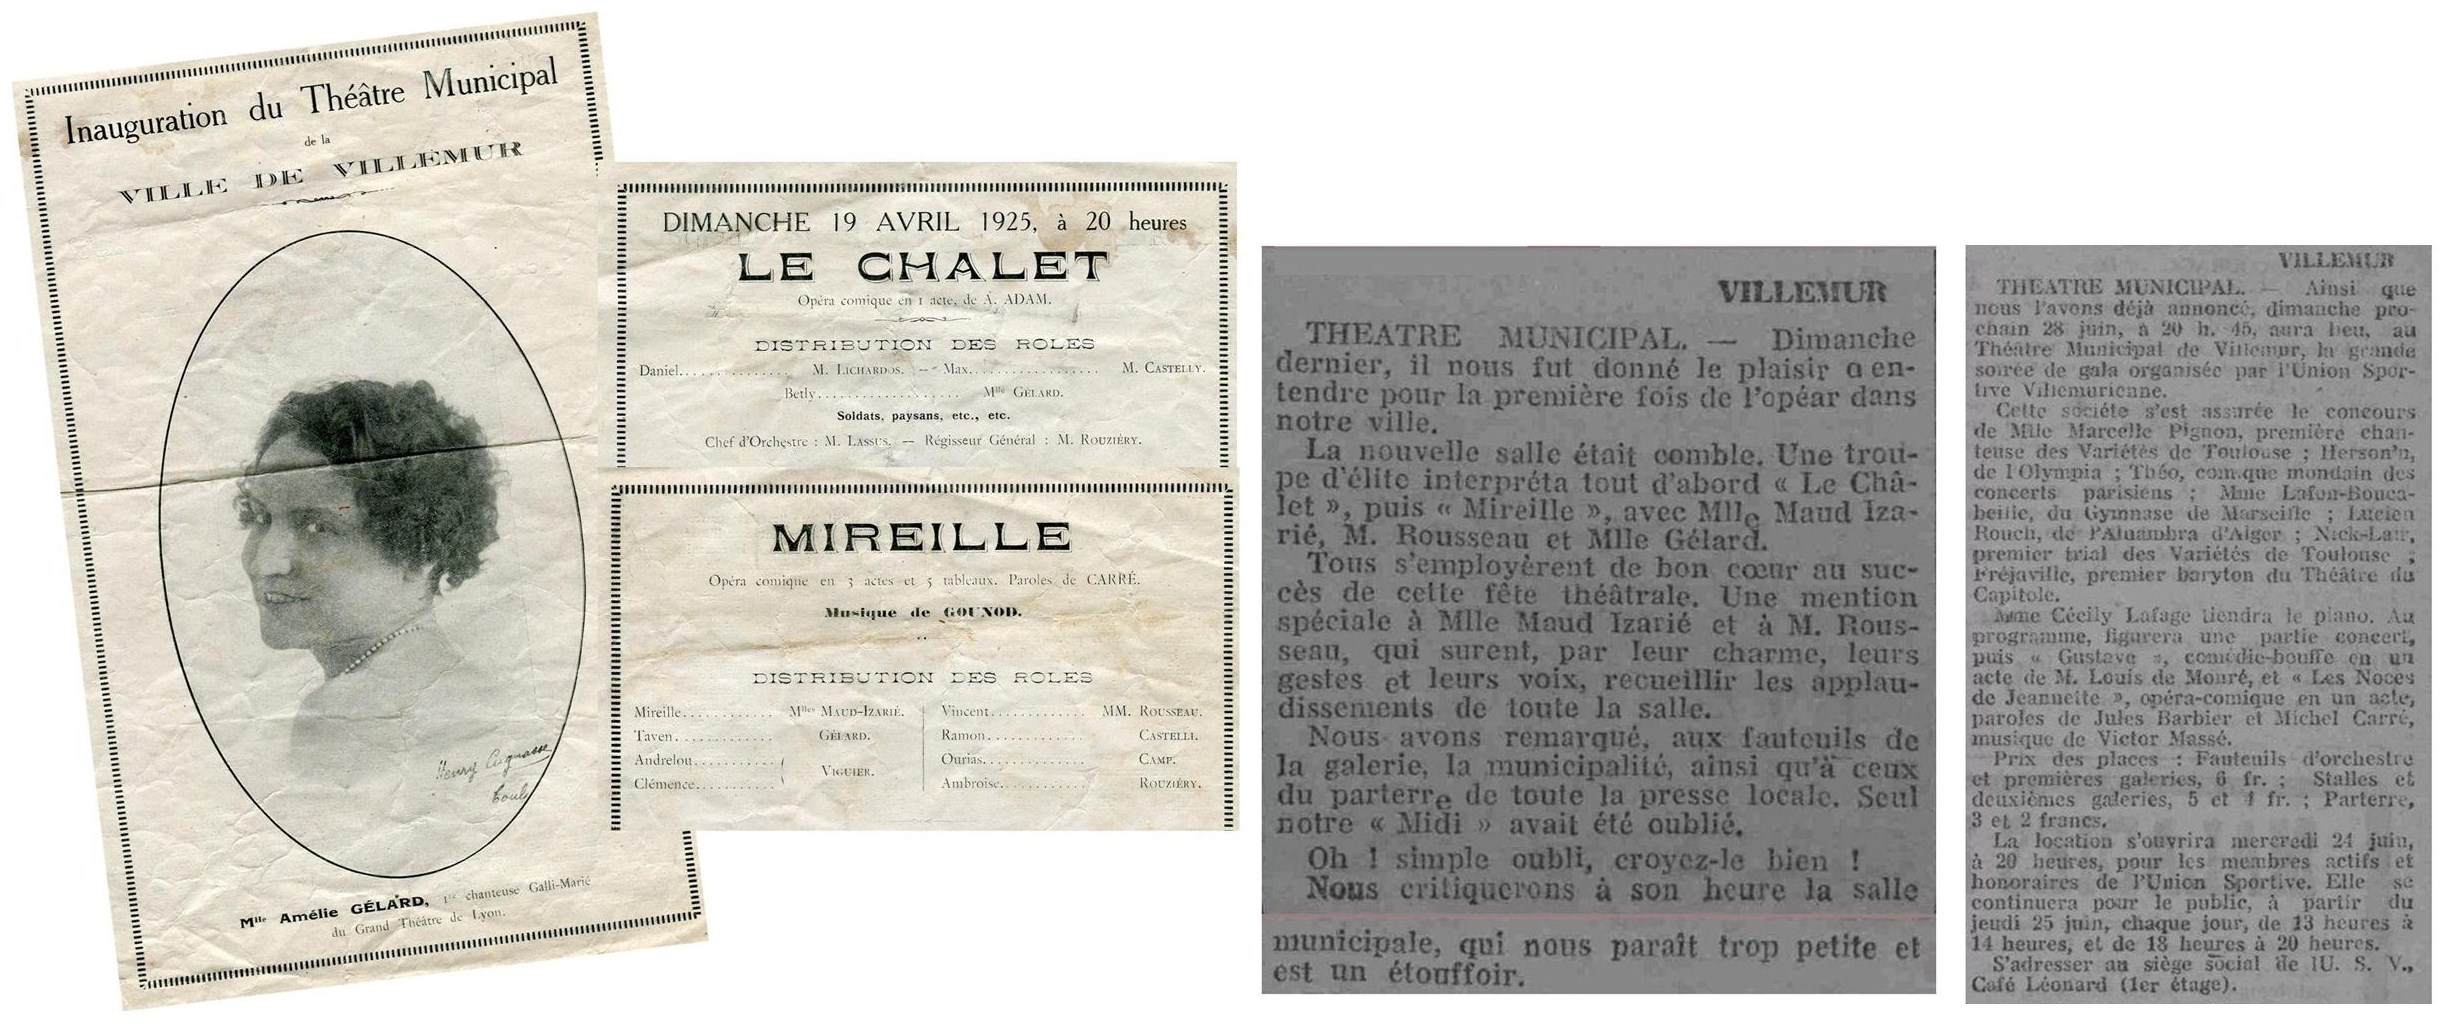 Inauguration du Théâtre Municipal
de la
VILLE DE VILLEMUR
Henry Cugnasse
Toul
Mlle Amélie GÉLARD, 1re chanteuse Galli-Marié
du Grand Théâtre de Lyon.
DIMANCHE 19 AVRIL 1925, à 20 heures
LE CHALET
Opéra comique en 1 acte, de A. ADAM.
DISTRIBUTION DES ROLES
Daniel............... M. LICHARDOS. -- Max.................. M. CASTELLY.
Betly.................... Mlle GÉLARD.
Soldats, paysans, etc., etc.
Chef d'Orchestre : M. LASSUS. — Régisseur Général : M. ROUZIÉRY.
MIREILLE
Opéra comique en 3 actes et 5 tableaux. Paroles de CARRÉ.
Musique de GOUNOD.
DISTRIBUTION DES ROLES
Mireille............ Mlles MAUD-IZARIÉ.
Taven............. GÉLARD.
Andrelou............
VIGUIER.
Clémence............
Vincent............ MM. ROUSSEAU.
Ramon............. CASTELLI.
Ourias.............. CAMP.
Ambroise............ ROUZIÉRY.
VILLEMUR
THEATRE MUNICIPAL. — Dimanche
dernier, il nous fut donné le plaisir a en-
tendre pour la première fois de l'opéar dans
notre ville.
La nouvelle salle était comble. Une trou-
pe d'élite interpréta tout d'abord « Le Châ-
let », puis « Mireille », avec Mlle Maud Iza-
rié, M. Rousseau et Mlle Gélard.
Tous s'employèrent de bon cœur au suc-
cès de cette fête théâtrale. Une mention
spéciale à Mlle Maud Izarié et à M. Rous-
seau, qui surent, par leur charme, leurs
gestes et leurs voix, recueillir les applau-
dissements de toute la salle.
Nous avons remarqué, aux fauteuils de
la galerie, la municipalité, ainsi qu'à ceux
du parterre de toute la presse locale. Seul
notre « Midi » avait été oublié.
Oh ! simple oubli, croyez-le bien !
Nous critiquerons à son heure la salle
municipale, qui nous paraît trop petite et
est un étouffoir.
VILLEMUR
THEATRE MUNICIPAL. — Ainsi que
nous l'avons déjà annoncé, dimanche pro-
chain 28 juin, à 20 h. 45, aura lieu, au
Théâtre Municipal de Villemur, la grande
soirée de gala organisée par l'Union Spor-
tive Villemurienne.
Cette société s'est assurée le concours
de Mlle Marcelle Pignon, première chan-
teuse des Variétés de Toulouse ; Herson'n,
de l'Olympia ; Théo, comique mondain des
concerts parisiens ; Mme Lafon-Bouca-
beille, du Gymnase de Marseille ; Lucien
Rouch, de l'Alhambra d'Alger ; Nick-Lair,
premier trial des Variétés de Toulouse ;
Fréjaville, premier baryton du Théâtre du
Capitole.
Mme Cécily Lafage tiendra le piano. Au
programme, figurera une partie concert,
puis « Gustave », comédie-bouffe en un
acte de M. Louis de Mouré, et « Les Noces
de Jeannette », opéra-comique en un acte,
paroles de Jules Barbier et Michel Carré,
musique de Victor Massé.
Prix des places : Fauteuils d'orchestre
et premières galeries, 6 fr. ; Stalles et
deuxièmes galeries, 5 et 4 fr. ; Parterre,
3 et 2 francs.
La location s'ouvrira mercredi 24 juin,
à 20 heures, pour les membres actifs et
honoraires de l'Union Sportive. Elle se
continuera pour le public, à partir du
jeudi 25 juin, chaque jour, de 13 heures à
14 heures, et de 18 heures à 20 heures.
S'adresser au siège social de lU. S. V.,
Café Léonard (1er étage).